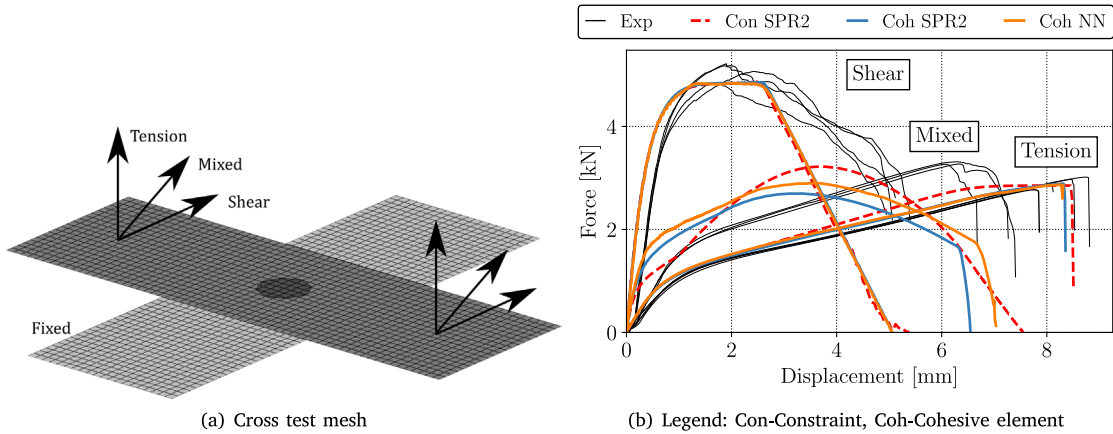 Tension
Mixed
Shear
Fixed
(a) Cross test mesh
Exp Con SPR2 Coh SPR2 Coh NN
Shear
Mixed
Tension
Force [kN]
4
2
0
0 2 4 6 8
Displacement [mm]
(b) Legend: Con-Constraint, Coh-Cohesive element